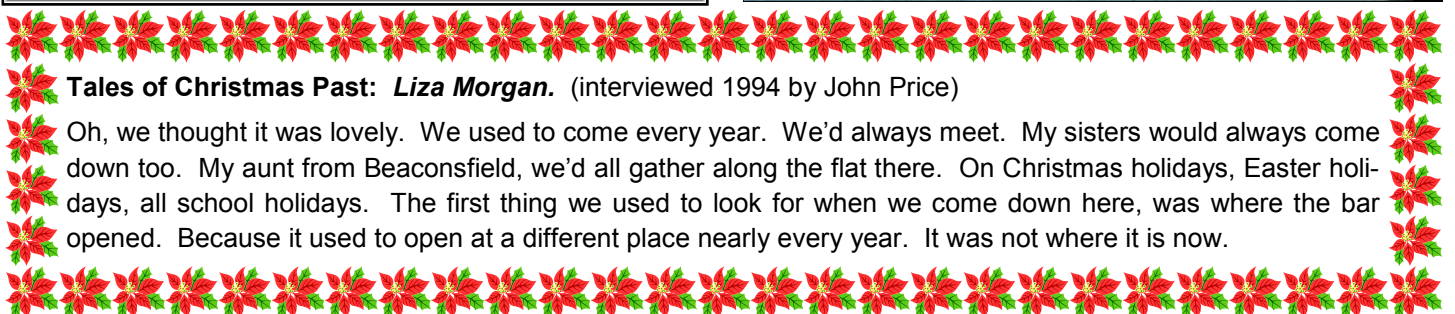 Tales of Christmas Past: Liza Morgan. (interviewed 1994 by John Price)
Oh, we thought it was lovely. We used to come every year. We'd always meet. My sisters would always come
down too. My aunt from Beaconsfield, we'd all gather along the flat there. On Christmas holidays, Easter holi-
days, all school holidays. The first thing we used to look for when we come down here, was where the bar
opened. Because it used to open at a different place nearly every year. It was not where it is now.